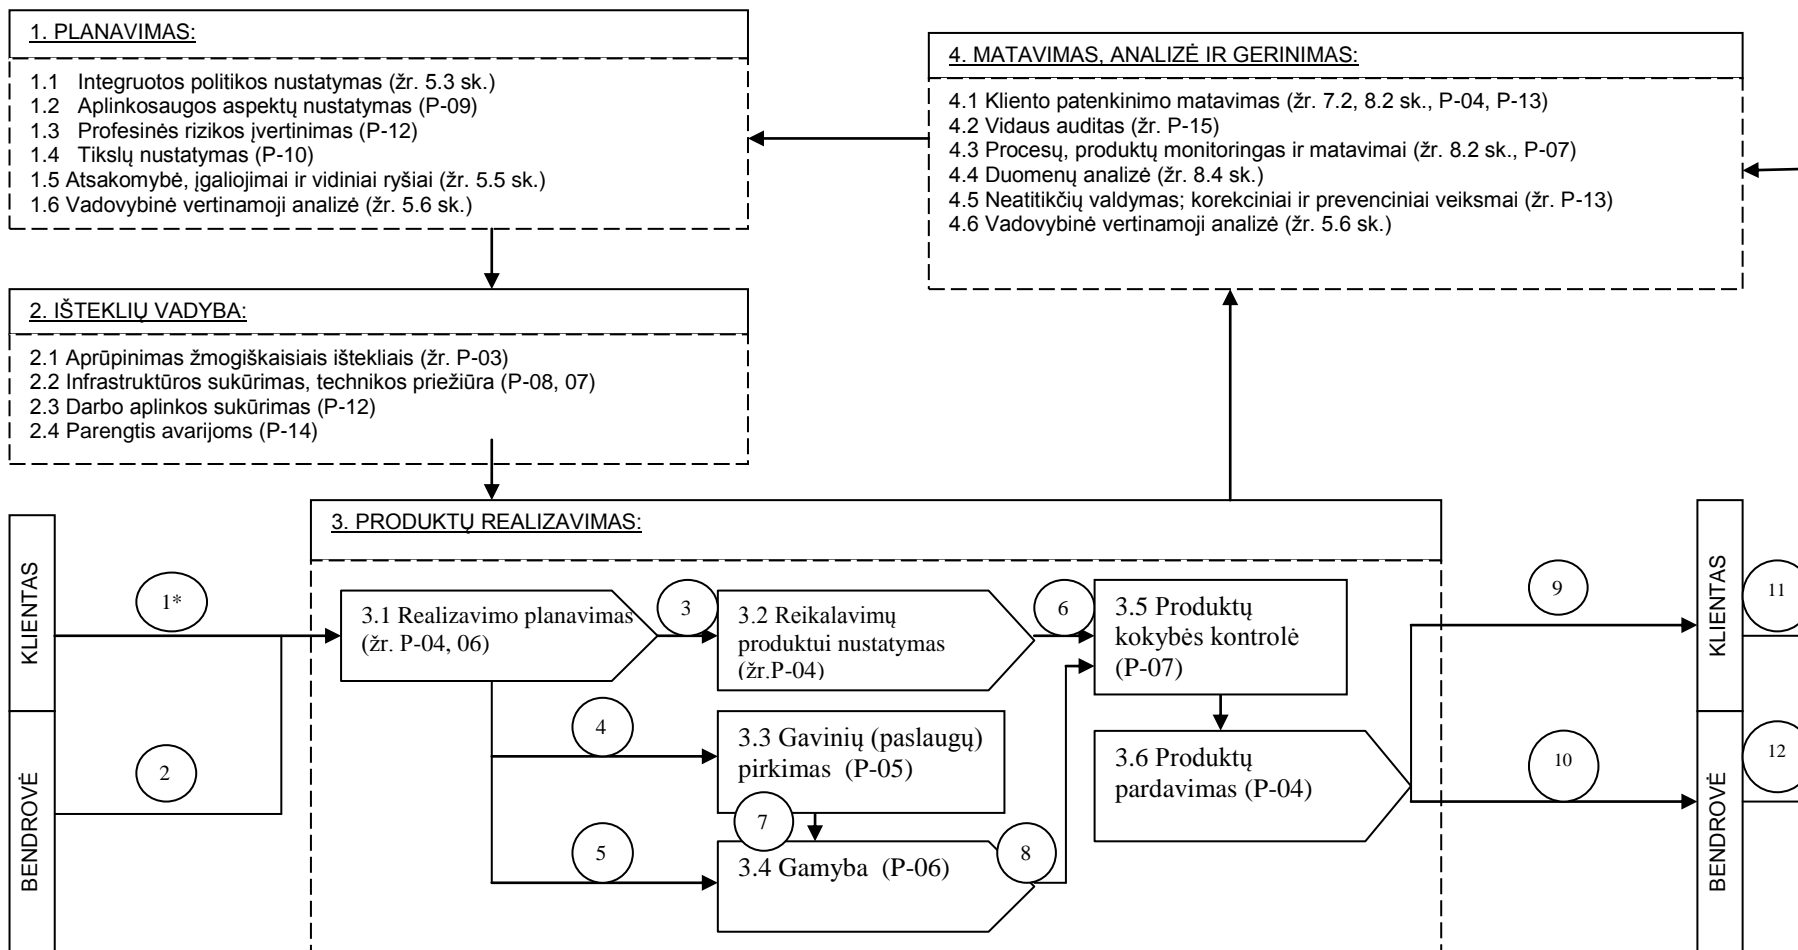 1. PLANAVIMAS:
1.1 Integruotos politikos nustatymas (žr. 5.3 sk.)
1.2 Aplinkosaugos aspektų nustatymas (P-09)
1.3 Profesinės rizikos įvertinimas (P-12)
1.4 Tikslų nustatymas (P-10)
1.5 Atsakomybė, įgaliojimai ir vidiniai ryšiai (žr. 5.5 sk.)
1.6 Vadovybinė vertinamoji analizė (žr. 5.6 sk.)
4. MATAVIMAS, ANALIZĖ IR GERINIMAS:
4.1 Kliento patenkinimo matavimas (žr. 7.2, 8.2 sk., P-04, P-13)
4.2 Vidaus auditas (žr. P-15)
4.3 Procesų, produktų monitoringas ir matavimai (žr. 8.2 sk., P-07)
4.4 Duomenų analizė (žr. 8.4 sk.)
4.5 Neatitikčių valdymas; korekciniai ir prevenciniai veiksmai (žr. P-13)
4.6 Vadovybinė vertinamoji analizė (žr. 5.6 sk.)
2. IŠTEKLIŲ VADYBA:
2.1 Aprūpinimas žmogiškaisiais ištekliais (žr. P-03)
2.2 Infrastruktūros sukūrimas, technikos priežiūra (P-08, 07)
2.3 Darbo aplinkos sukūrimas (P-12)
2.4 Parengtis avarijoms (P-14)
3. PRODUKTŲ REALIZAVIMAS:
KLIENTAS
BENDROVĖ
1*
2
3.1 Realizavimo planavimas
(žr. P-04, 06)
3
3.2 Reikalavimų
produktui nustatymas
(žr.P-04)
6
3.5 Produktų
kokybės kontrolė
(P-07)
4
3.3 Gavinių (paslaugų)
pirkimas (P-05)
7
5
3.4 Gamyba (P-06)
8
3.6 Produktų
pardavimas (P-04)
9
10
KLIENTAS
BENDROVĖ
11
12